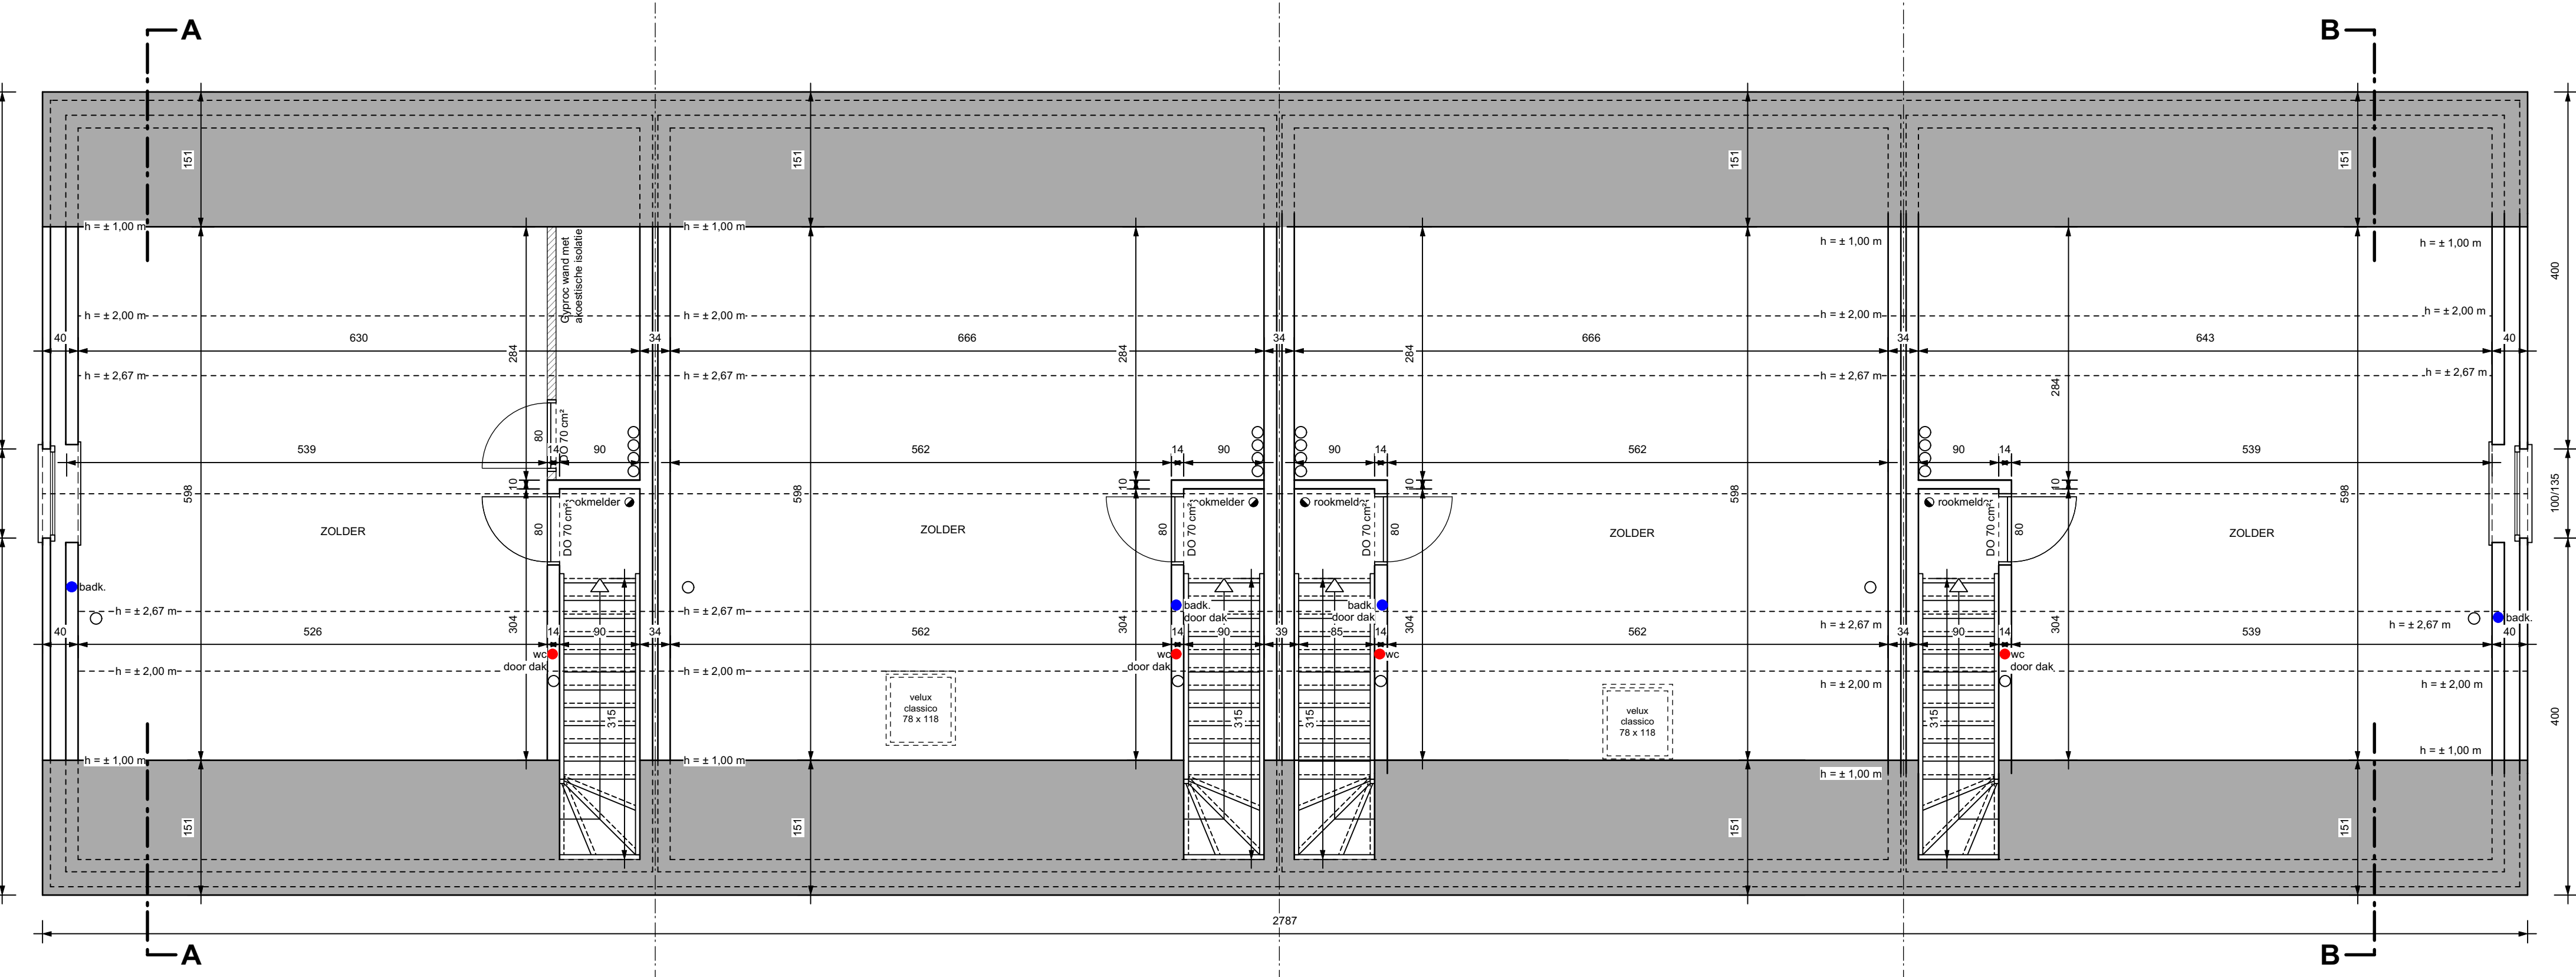 A
B
151
151
151
151
h = ± 1,00 m
h = ± 1,00 m
h = ± 1,00 m
h = ± 1,00 m
Gyproc wand met
akoestische isolatie
400
h = ± 2,00 m
h = ± 2,00 m
h = ± 2,00 m
h = ± 2,00 m
40
630
34
666
34
666
34
643
40
284
284
284
284
h = ± 2,67 m
h = ± 2,67 m
h = ± 2,67 m
h = ± 2,67 m
80
DO 70 cm²
539
14
90
562
14
90
90
14
562
90
14
539
10
10
10
10
598
598
598
598
100/135
rookmelder
rookmelder
rookmelder
ZOLDER
ZOLDER
ZOLDER
ZOLDER
80
DO 70 cm²
80
DO 70 cm²
DO 70 cm²
80
DO 70 cm²
80
badk.
badk.
door dak
badk.
door dak
badk.
h = ± 2,67 m
h = ± 2,67 m
h = ± 2,67 m
h = ± 2,67 m
304
304
304
304
40
526
14
90
34
562
14
90
39
85
14
562
34
90
14
539
40
wc
door dak
wc
door dak
wc
wc
door dak
h = ± 2,00 m
h = ± 2,00 m
h = ± 2,00 m
h = ± 2,00 m
velux
classico
78 x 118
velux
classico
78 x 118
315
315
315
315
400
h = ± 1,00 m
h = ± 1,00 m
h = ± 1,00 m
h = ± 1,00 m
151
151
151
151
2787
A
B